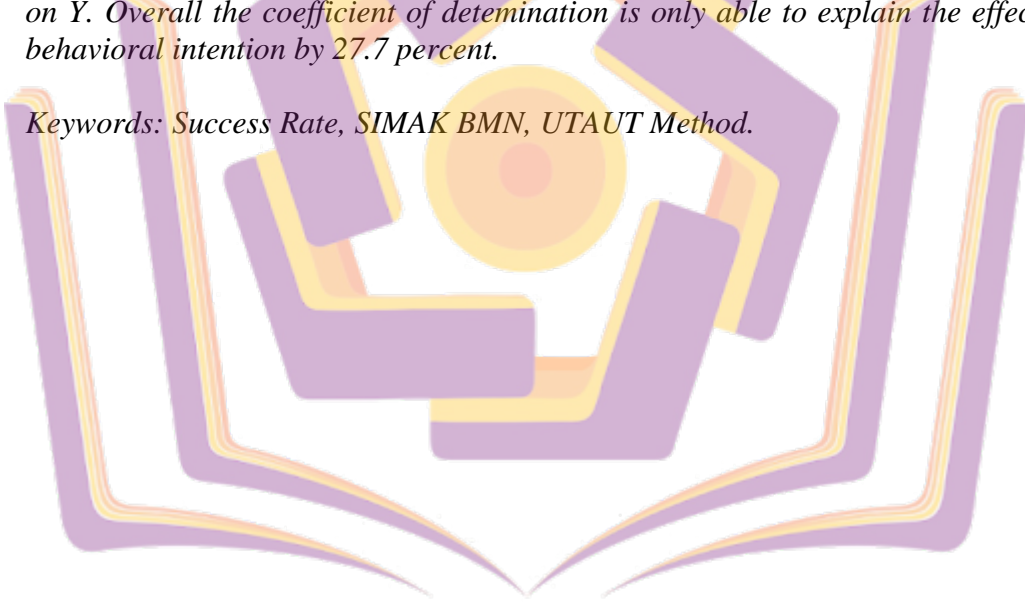 on Y. Overall the coefficient of detemination is only able to explain the effec
behavioral intention by 27.7 percent.
Keywords: Success Rate, SIMAK BMN, UTAUT Method.